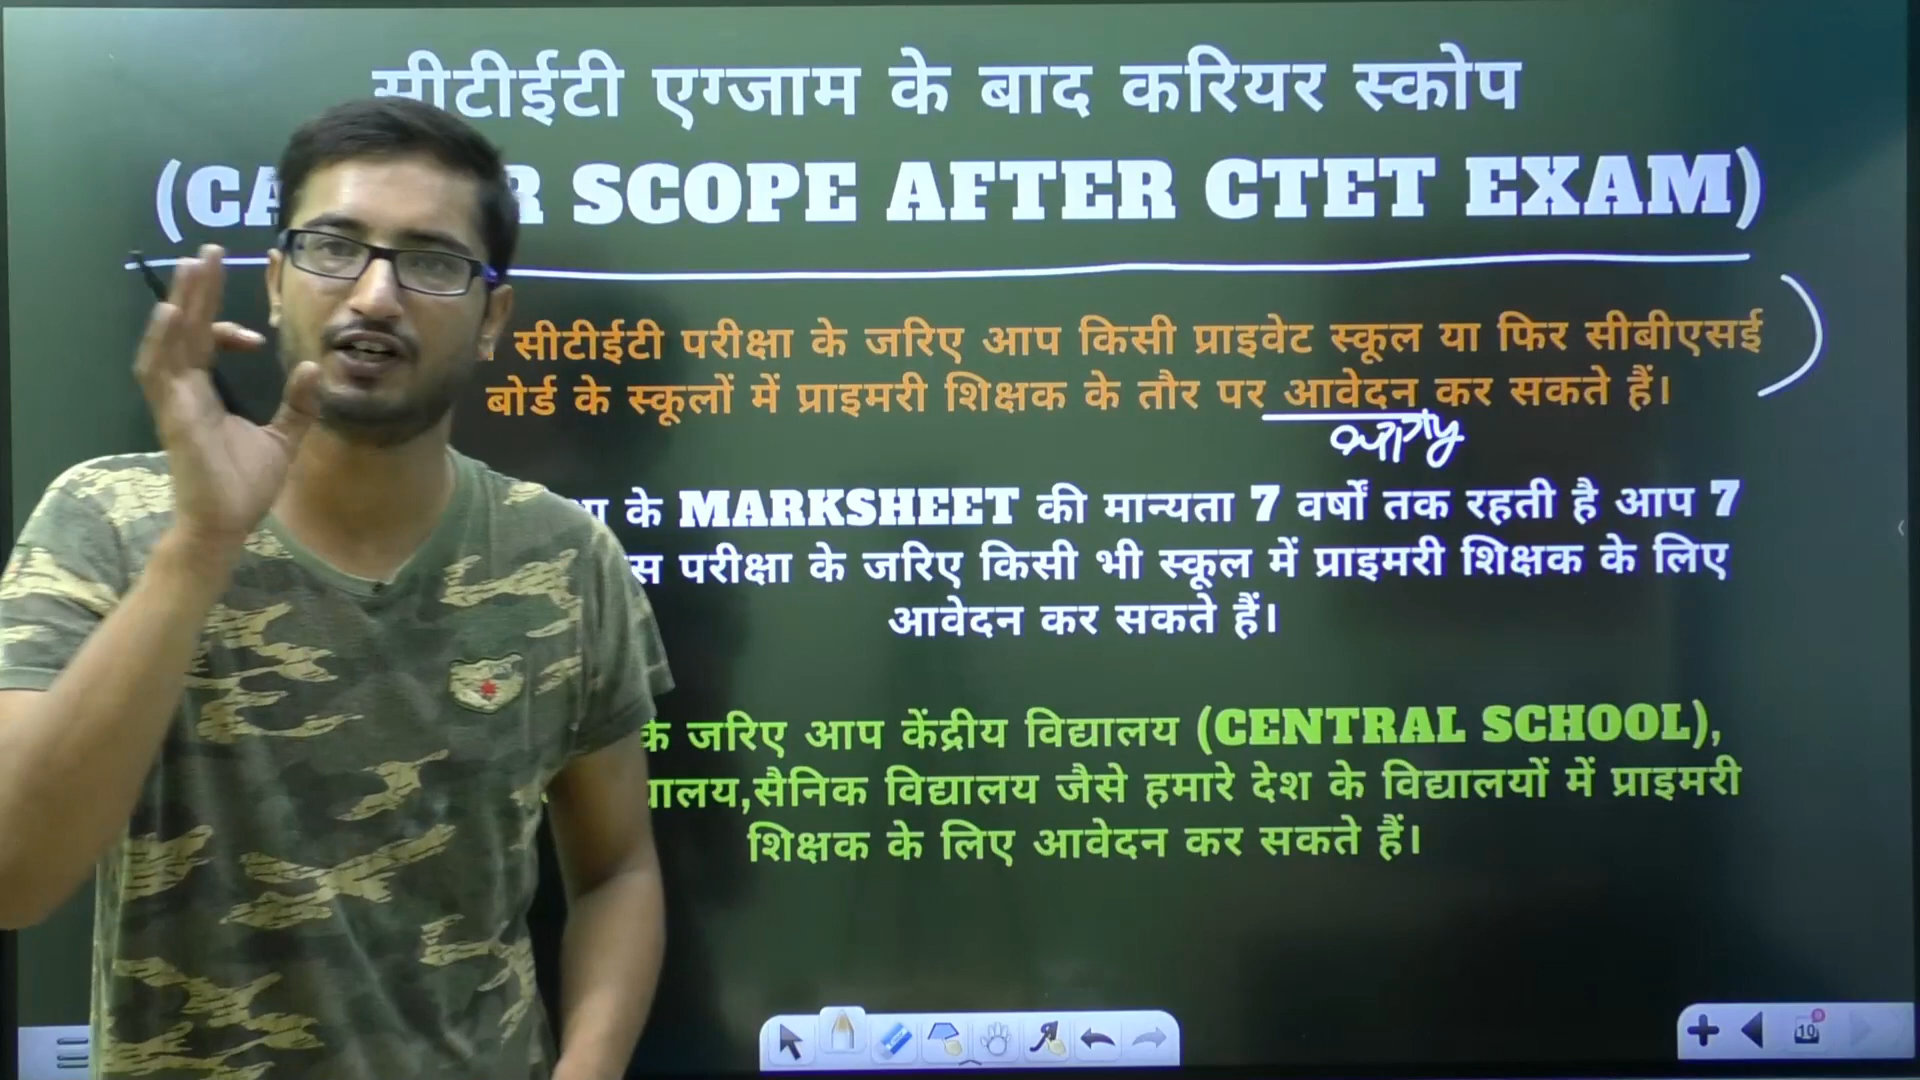 सीटीईटी एग्जाम के बाद करियर स्कोप
SCOPE AFTER CTET EXAM)
सीटीईटी परीक्षा के जरिए आप किसी प्राइवेट स्कूल या फिर सीबीएसई
बोर्ड के स्कूलों में प्राइमरी शिक्षक के तौर पर आवेदन कर सकते हैं।
apply
के MARKSHEET की मान्यता 7 वर्षों तक रहती है आप 7
परीक्षा के जरिए किसी भी स्कूल में प्राइमरी शिक्षक के लिए
आवेदन कर सकते हैं।
के जरिए आप केंद्रीय विद्यालय (CENTRAL SCHOOL),
सैनिक विद्यालय जैसे हमारे देश के विद्यालयों में प्राइमरी
शिक्षक के लिए आवेदन कर सकते हैं।
10